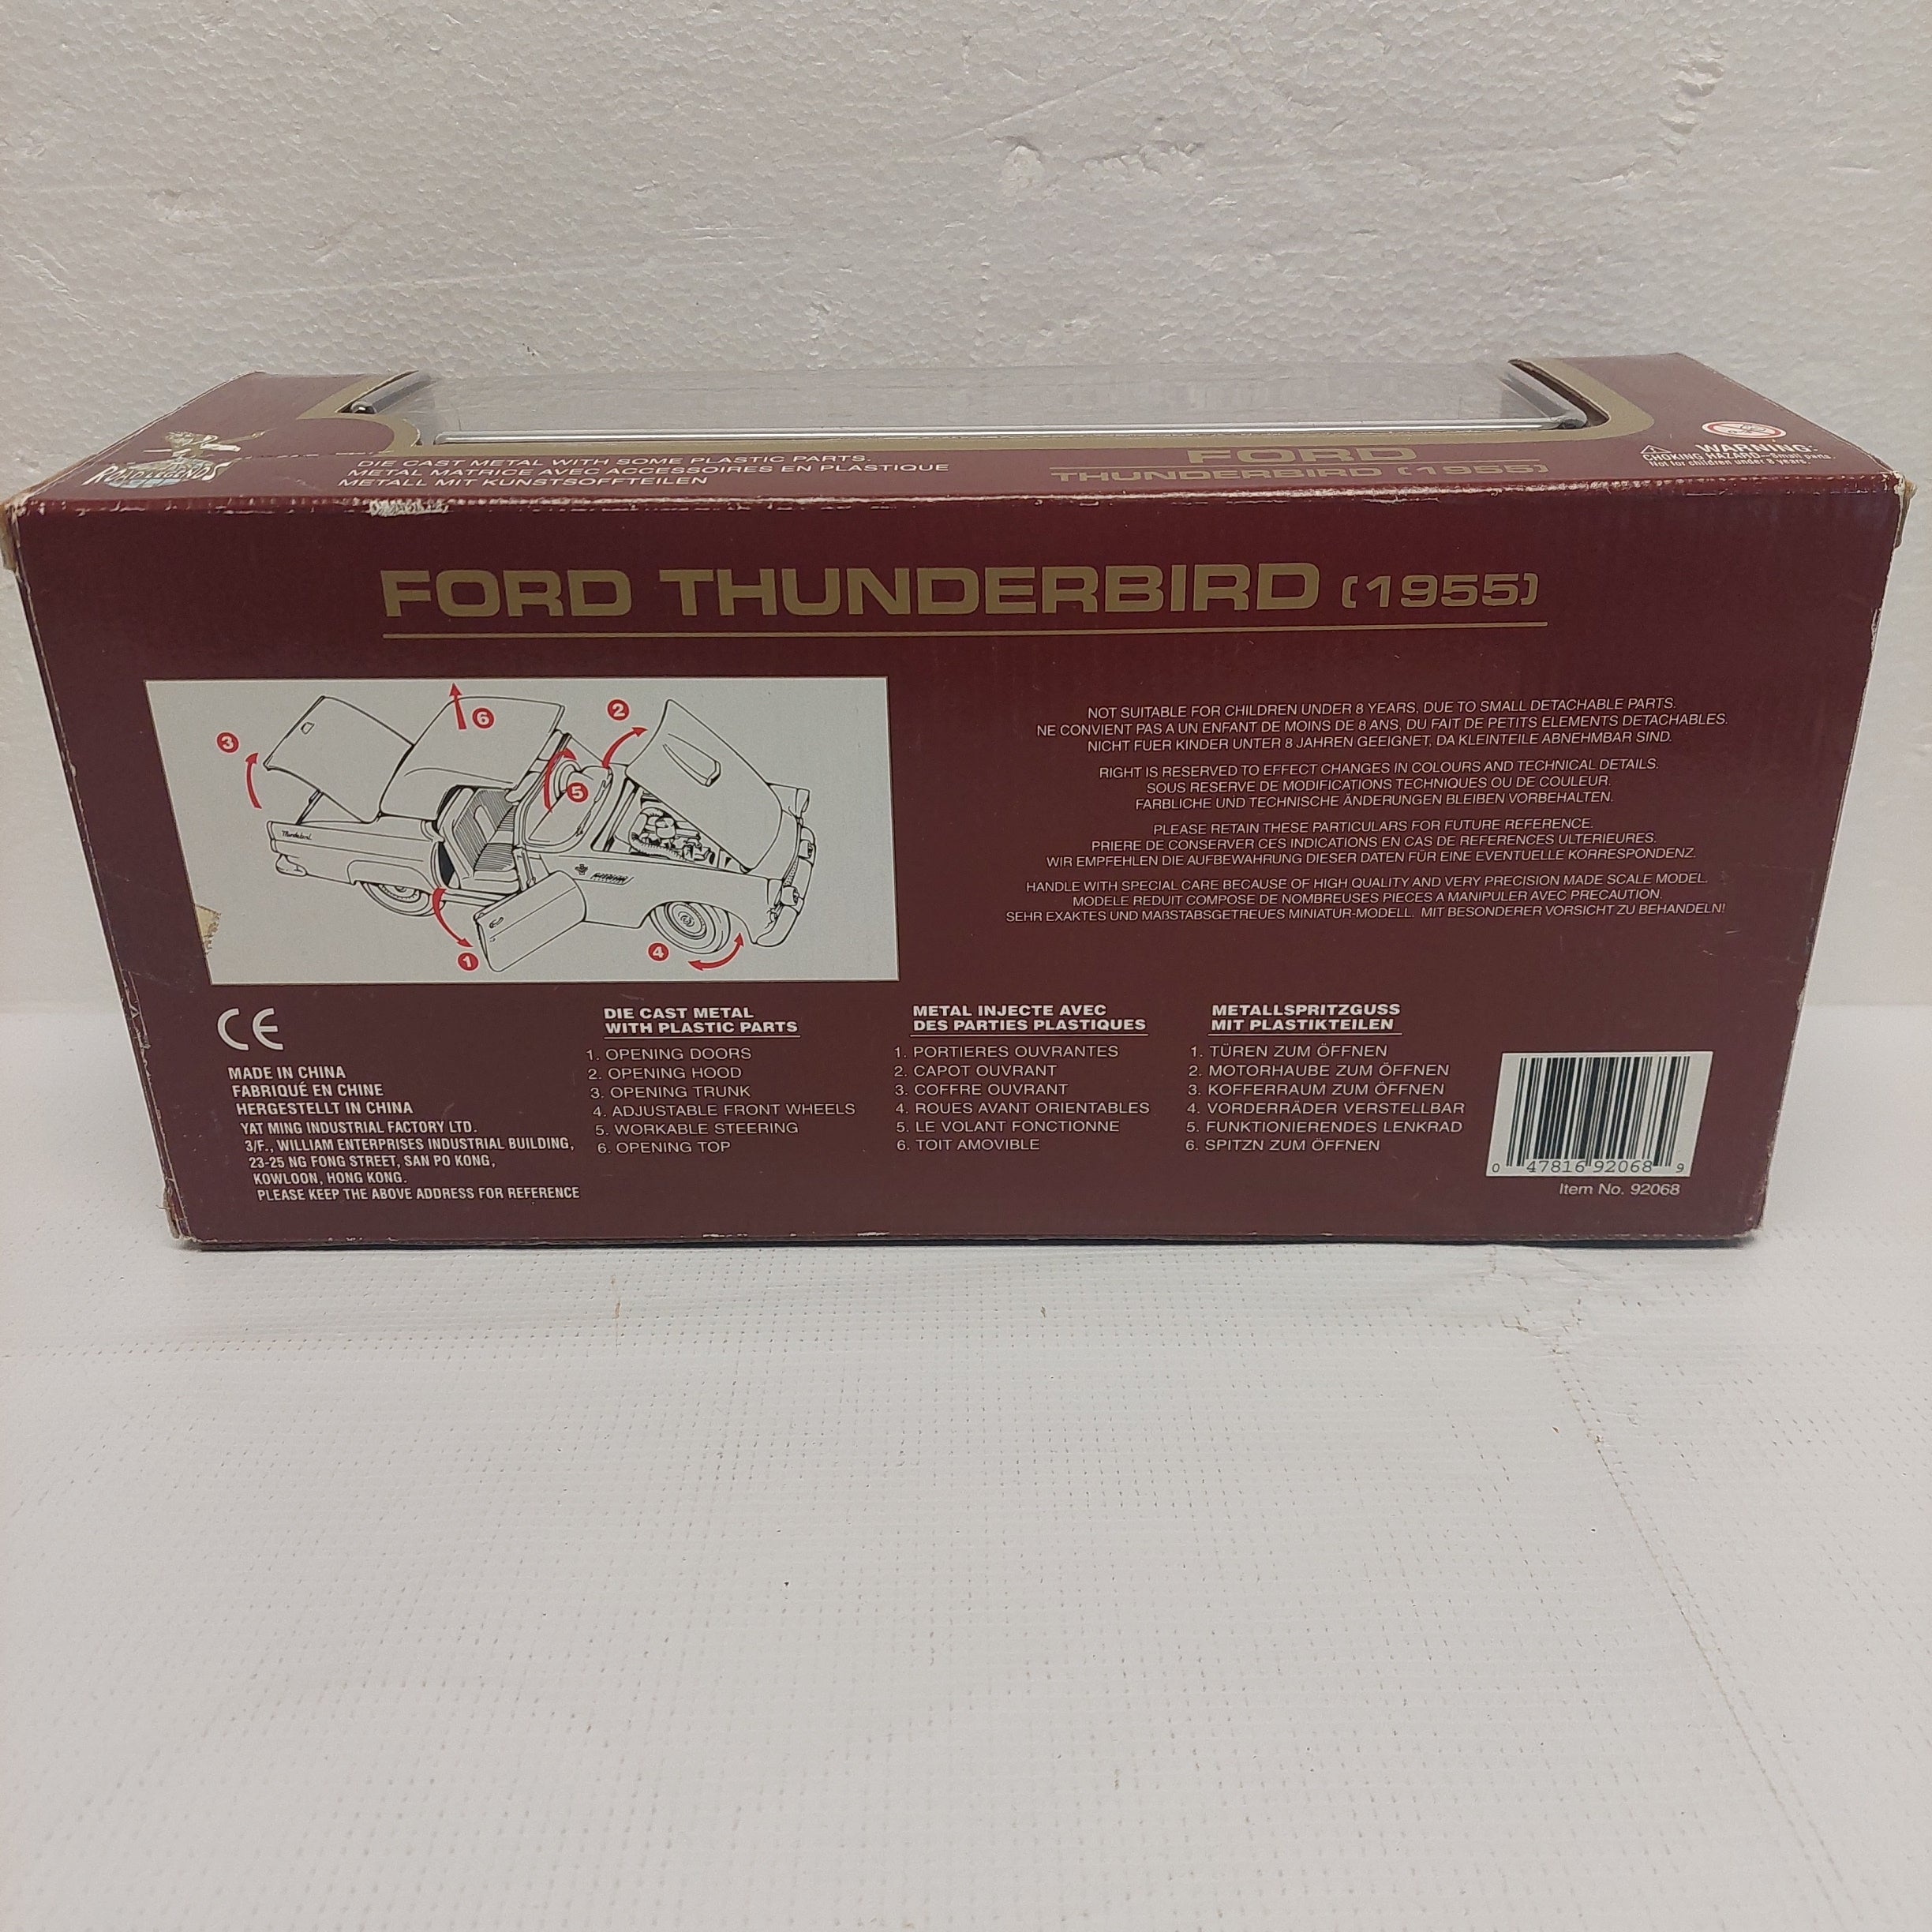 ROAD LEGENDS
DIE CAST METAL WITH SOME PLASTIC PARTS.
METAL MATRICE AVEC ACCESSOIRES EN PLASTIQUE
METALL MIT KUNSTSOFFTEILEN
FORD
THUNDERBIRD (1955)
WARNING:
CHOKING HAZARD—Small parts.
Not for children under 8 years.
FORD THUNDERBIRD (1955)
3
6
2
5
Thunderbird
1
4
NOT SUITABLE FOR CHILDREN UNDER 8 YEARS, DUE TO SMALL DETACHABLE PARTS.
NE CONVIENT PAS A UN ENFANT DE MOINS DE 8 ANS, DU FAIT DE PETITS ELEMENTS DETACHABLES.
NICHT FUER KINDER UNTER 8 JAHREN GEEIGNET, DA KLEINTEILE ABNEHMBAR SIND.
RIGHT IS RESERVED TO EFFECT CHANGES IN COLOURS AND TECHNICAL DETAILS.
SOUS RESERVE DE MODIFICATIONS TECHNIQUES OU DE COULEUR.
FARBLICHE UND TECHNISCHE ÄNDERUNGEN BLEIBEN VORBEHALTEN.
PLEASE RETAIN THESE PARTICULARS FOR FUTURE REFERENCE.
PRIERE DE CONSERVER CES INDICATIONS EN CAS DE REFERENCES ULTERIEURES.
WIR EMPFEHLEN DIE AUFBEWAHRUNG DIESER DATEN FÜR EINE EVENTUELLE KORRESPONDENZ.
HANDLE WITH SPECIAL CARE BECAUSE OF HIGH QUALITY AND VERY PRECISION MADE SCALE MODEL.
MODELE REDUIT COMPOSE DE NOMBREUSES PIECES A MANIPULER AVEC PRECAUTION.
SEHR EXAKTES UND MAßSTABSGETREUES MINIATUR-MODELL. MIT BESONDERER VORSICHT ZU BEHANDELN!
CE
MADE IN CHINA
FABRIQUÉ EN CHINE
HERGESTELLT IN CHINA
YAT MING INDUSTRIAL FACTORY LTD.
3/F., WILLIAM ENTERPRISES INDUSTRIAL BUILDING,
23-25 NG FONG STREET, SAN PO KONG,
KOWLOON, HONG KONG.
PLEASE KEEP THE ABOVE ADDRESS FOR REFERENCE
DIE CAST METAL
WITH PLASTIC PARTS
1. OPENING DOORS
2. OPENING HOOD
3. OPENING TRUNK
4. ADJUSTABLE FRONT WHEELS
5. WORKABLE STEERING
6. OPENING TOP
METAL INJECTE AVEC
DES PARTIES PLASTIQUES
1. PORTIERES OUVRANTES
2. CAPOT OUVRANT
3. COFFRE OUVRANT
4. ROUES AVANT ORIENTABLES
5. LE VOLANT FONCTIONNE
6. TOIT AMOVIBLE
METALLSPRITZGUSS
MIT PLASTIKTEILEN
1. TÜREN ZUM ÖFFNEN
2. MOTORHAUBE ZUM ÖFFNEN
3. KOFFERRAUM ZUM ÖFFNEN
4. VORDERRÄDER VERSTELLBAR
5. FUNKTIONIERENDES LENKRAD
6. SPITZN ZUM ÖFFNEN
0 47816 92068 9
Item No. 92068